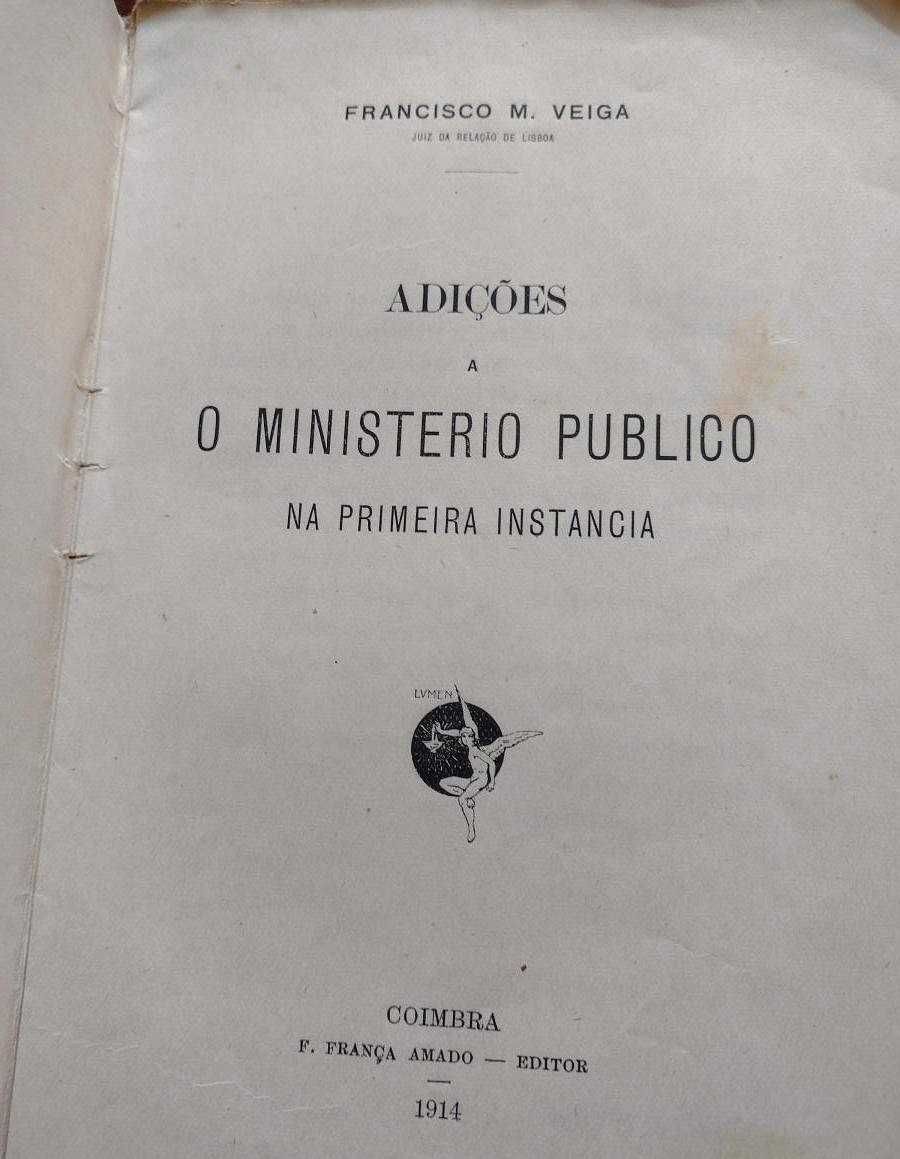 FRANCISCO M. VEIGA
JUIZ DA RELAÇÃO DE LISBOA
ADIÇÕES
A
O MINISTERIO PUBLICO
NA PRIMEIRA INSTANCIA
LVMEN
COIMBRA
F. FRANÇA AMADO — EDITOR
1914